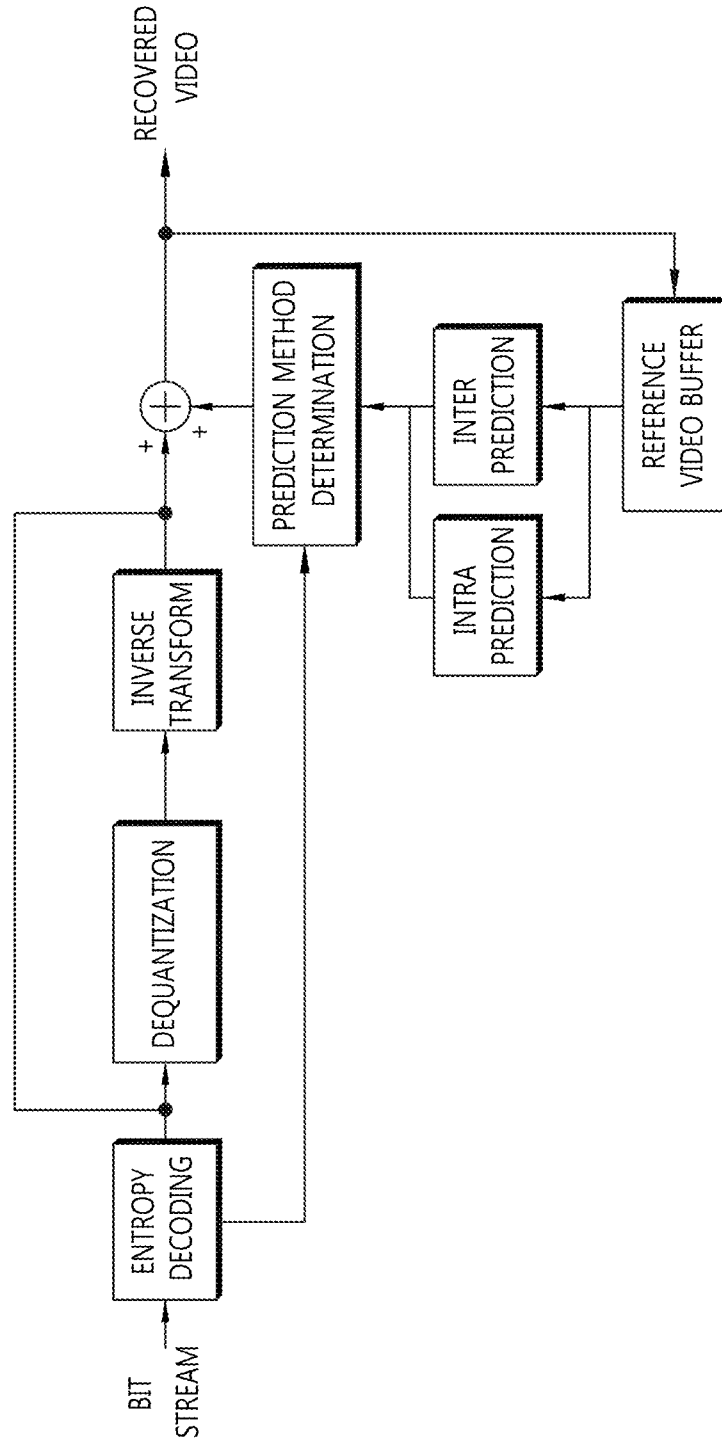 BIT
STREAM
ENTROPY
DECODING
DEQUANTIZATION
INVERSE
TRANSFORM
+
+
RECOVERED
VIDEO
PREDICTION METHOD
DETERMINATION
INTRA
PREDICTION
INTER
PREDICTION
REFERENCE
VIDEO BUFFER